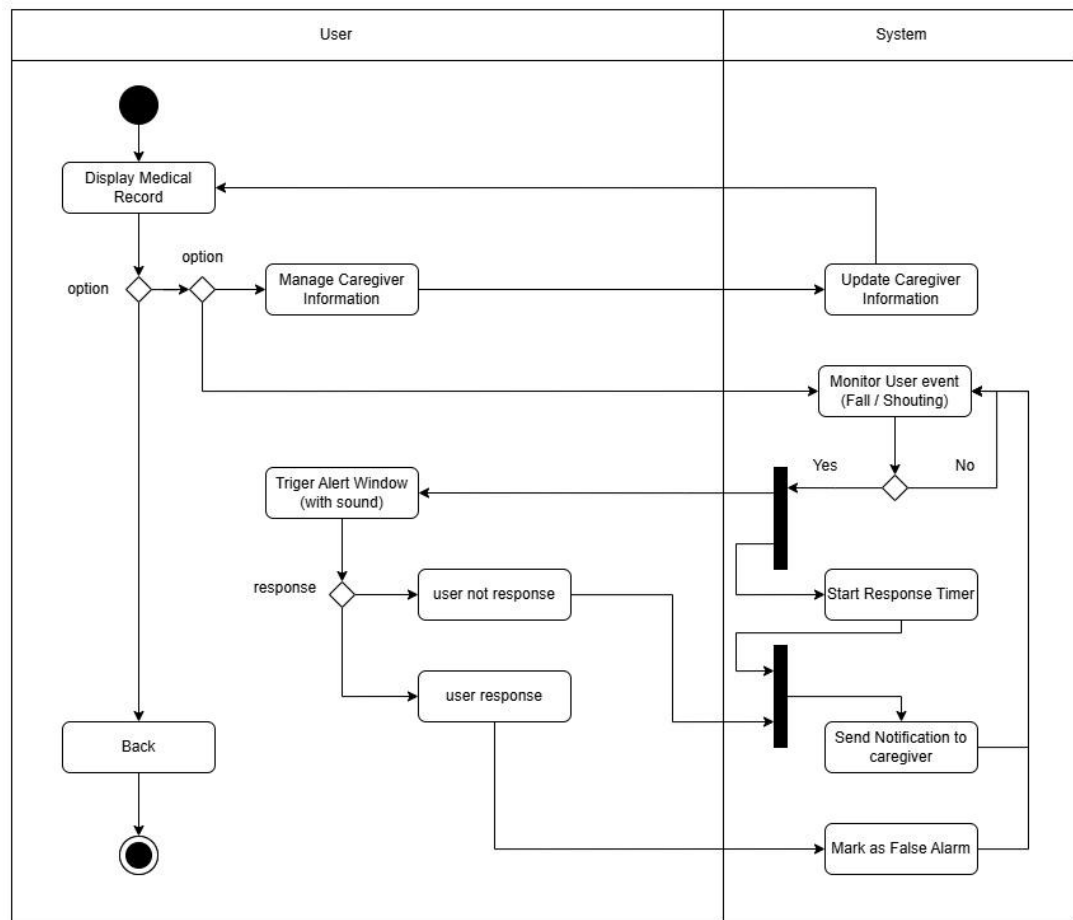 User
System
Display Medical
Record
option
option
Manage Caregiver
Information
Update Caregiver
Information
Monitor User event
(Fall / Shouting)
Yes
No
Triger Alert Window
(with sound)
response
user not response
Start Response Timer
user response
Back
Send Notification to
caregiver
Mark as False Alarm